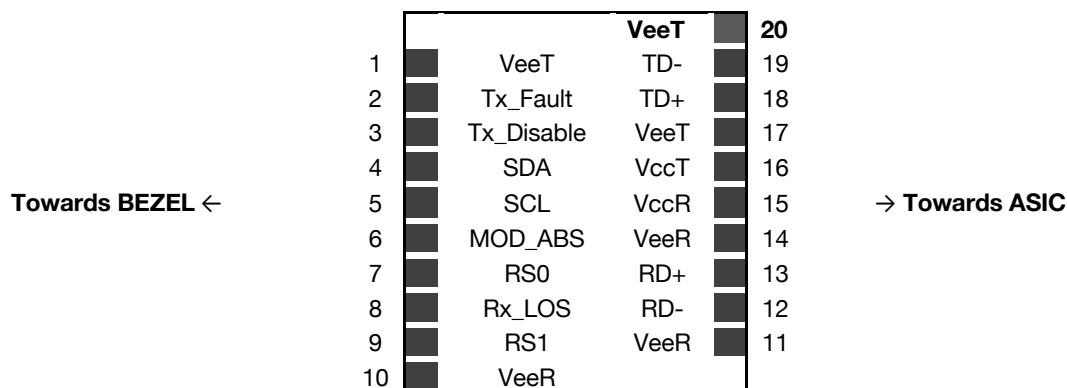 VeeT 20
1 VeeT TD- 19
2 Tx_Fault TD+ 18
3 Tx_Disable VeeT 17
4 SDA VccT 16
Towards BEZEL ← 5 SCL VccR 15 → Towards ASIC
6 MOD_ABS VeeR 14
7 RS0 RD+ 13
8 Rx_LOS RD- 12
9 RS1 VeeR 11
10 VeeR